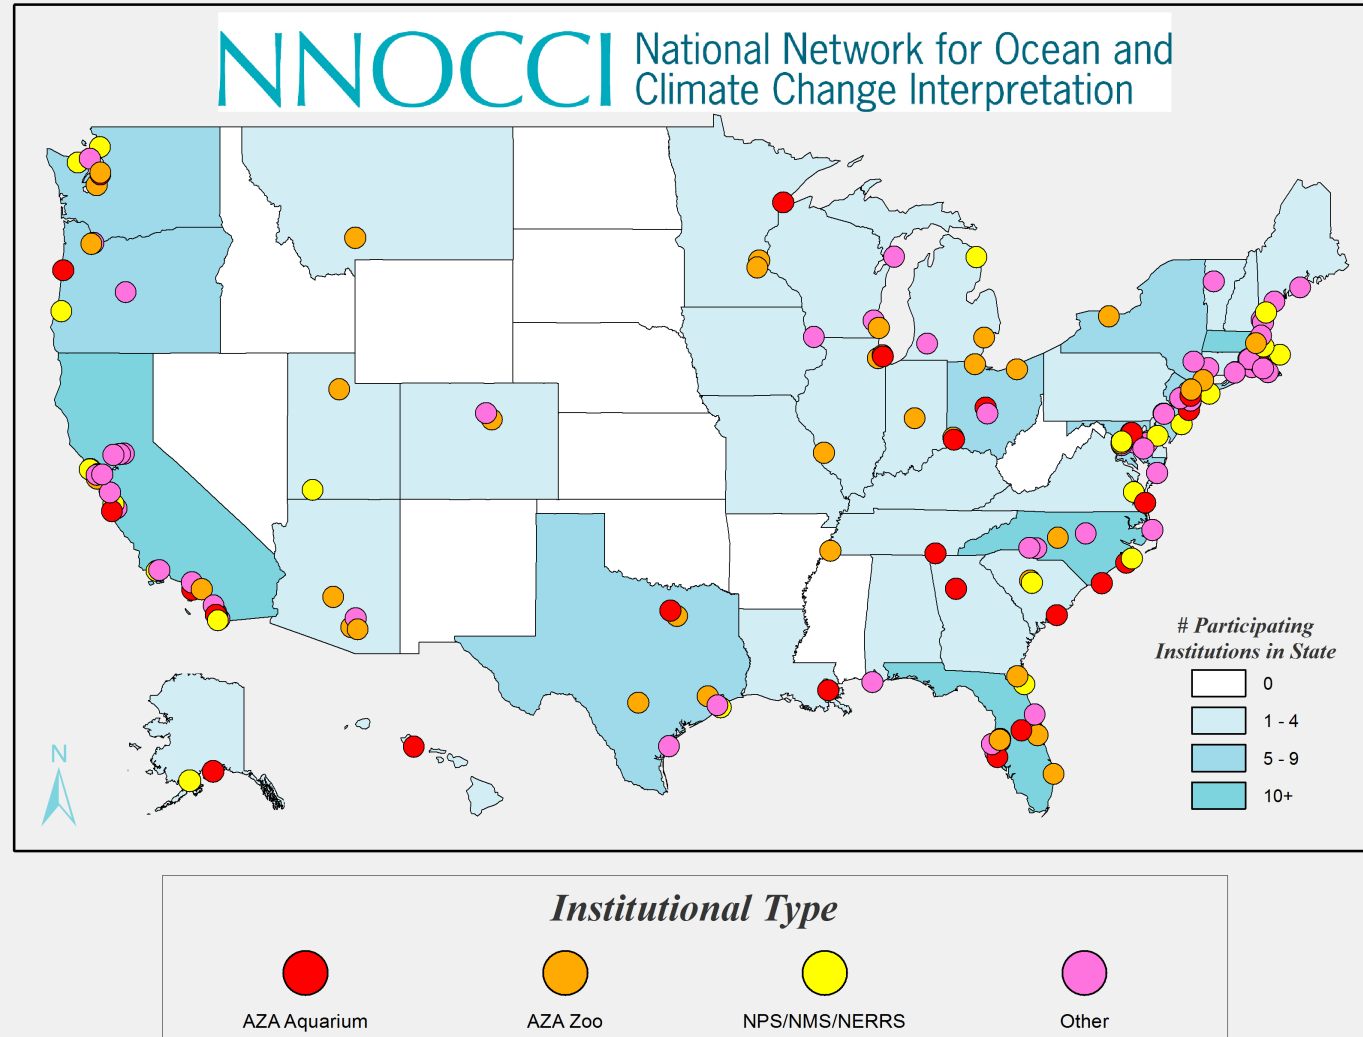 NNOCCI
National Network for Ocean and
Climate Change Interpretation
# Participating
Institutions in State
0
1 - 4
5 - 9
10+
N
Institutional Type
AZA Aquarium
AZA Zoo
NPS/NMS/NERRS
Other